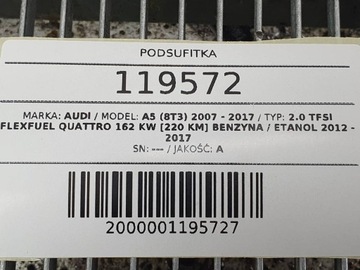 PODSUFITKA
119572
MARKA: AUDI / MODEL: A5 (8T3) 2007 - 2017 / TYP: 2.0 TFSI
FLEXFUEL QUATTRO 162 KW [220 KM] BENZYNA / ETANOL 2012 -
2017
SN: --- / JAKOŚĆ: A
2000001195727